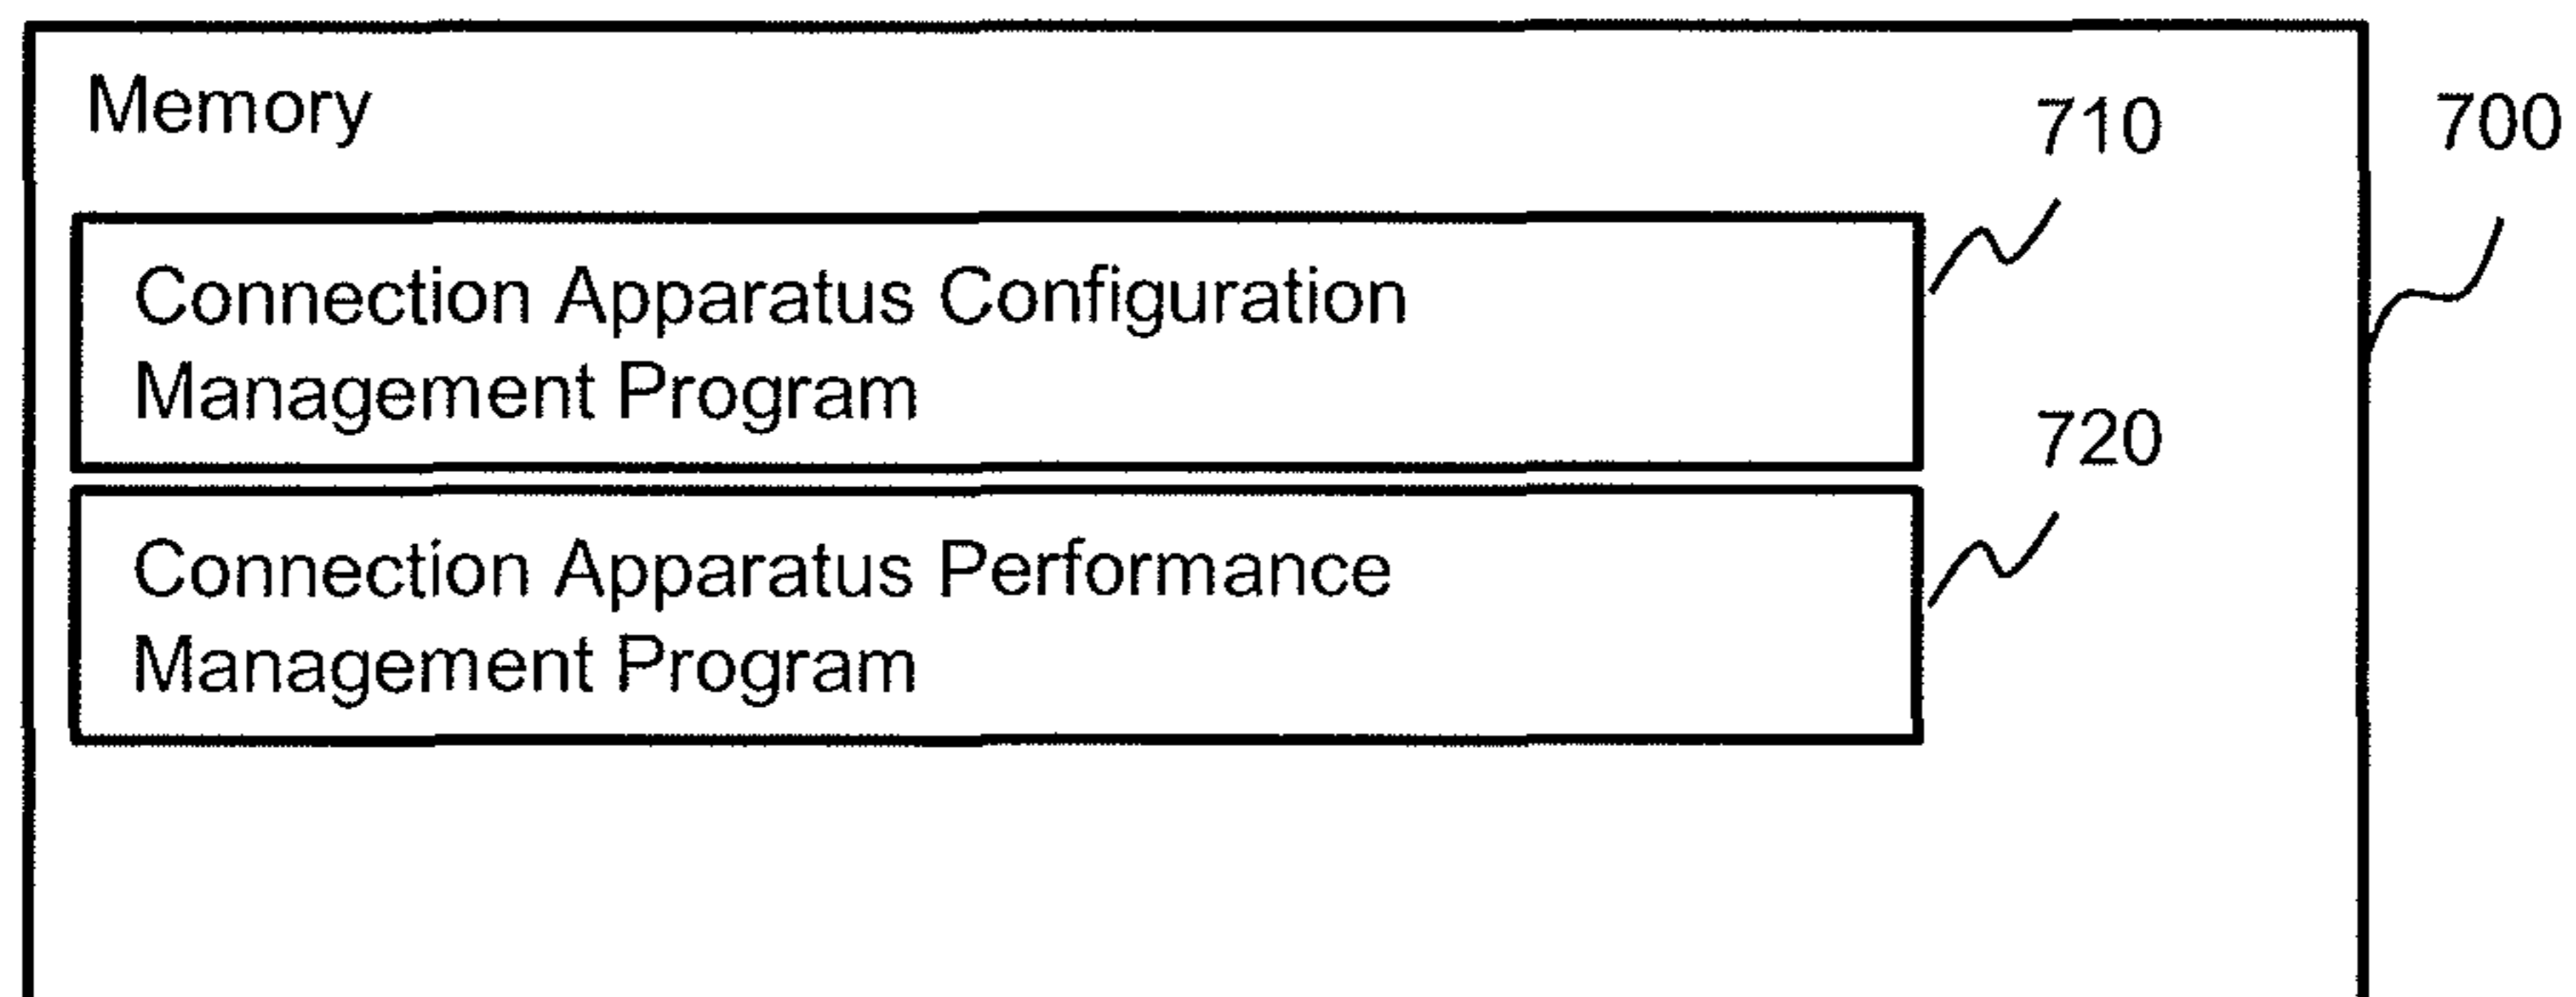 Memory
710
700
Connection Apparatus Configuration
Management Program
720
Connection Apparatus Performance
Management Program